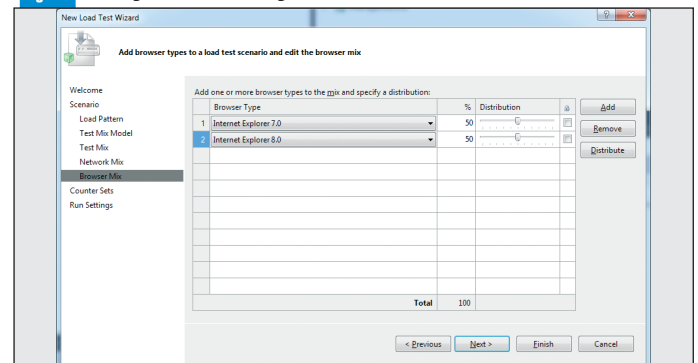 New Load Test Wizard
Add browser types to a load test scenario and edit the browser mix
Welcome
Scenario
Load Pattern
Test Mix Model
Test Mix
Network Mix
Browser Mix
Counter Sets
Run Settings
Add one or more browser types to the mix and specify a distribution:
Browser Type % Distribution
1 Internet Explorer 7.0 50
2 Internet Explorer 8.0 50
Total 100
Add
Remove
Distribute
< Previous Next > Finish Cancel